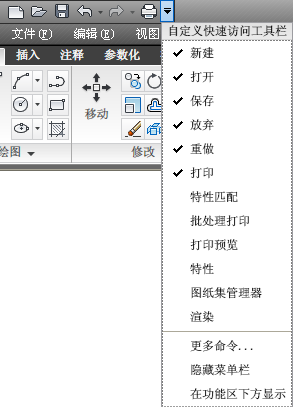 自定义快速访问工具栏
文件(F) 编辑(E) 视图
插入 注释 参数化
移动
绘图 修改
新建
打开
保存
放弃
重做
打印
特性匹配
批处理打印
打印预览
特性
图纸集管理器
渲染
更多命令...
隐藏菜单栏
在功能区下方显示